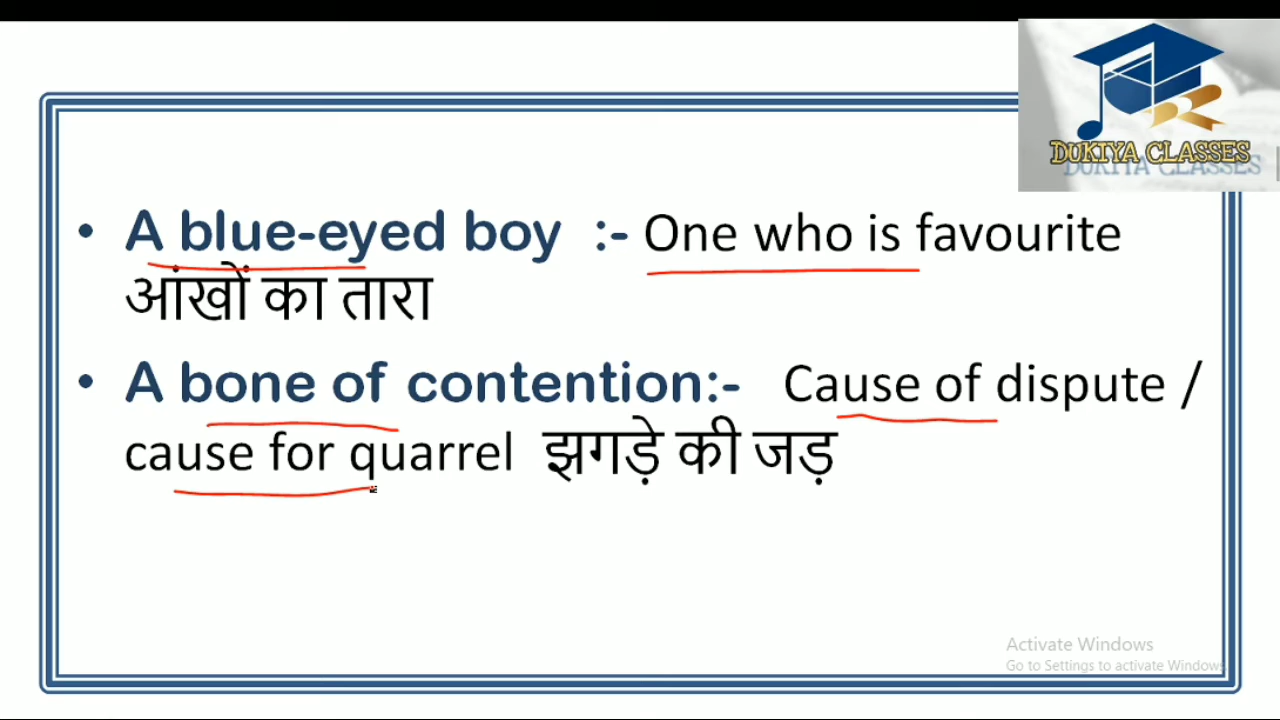 DUKIYA CLASSES
• A blue-eyed boy :- One who is favourite
आंखों का तारा
• A bone of contention:- Cause of dispute /
cause for quarrel झगड़े की जड़
Activate Windows
Go to Settings to activate Windows.